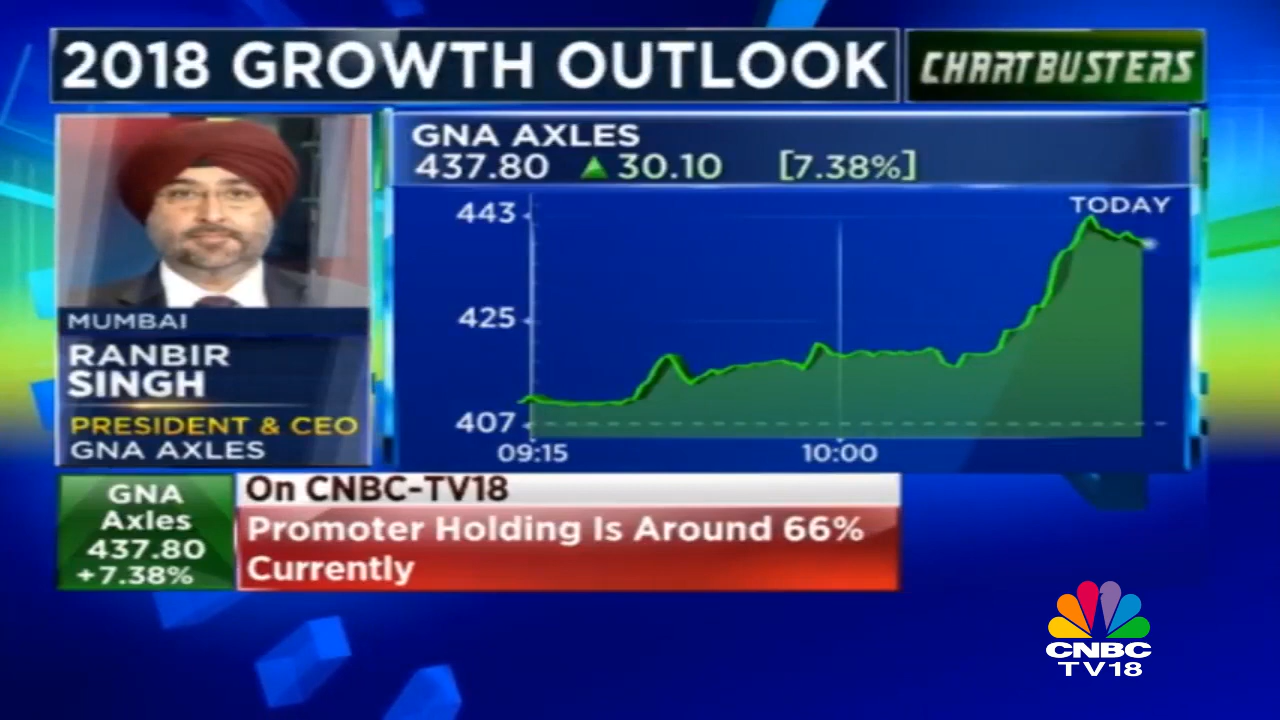 2018 GROWTH OUTLOOK
CHARTBUSTERS
MUMBAI
RANBIR
SINGH
PRESIDENT & CEO
GNA AXLES
GNA AXLES
437.80 ▲ 30.10 [7.38%]
TODAY
443
425
407
09:15 10:00
GNA
Axles
437.80
+7.38%
On CNBC-TV18
Promoter Holding Is Around 66%
Currently
CNBC
TV18